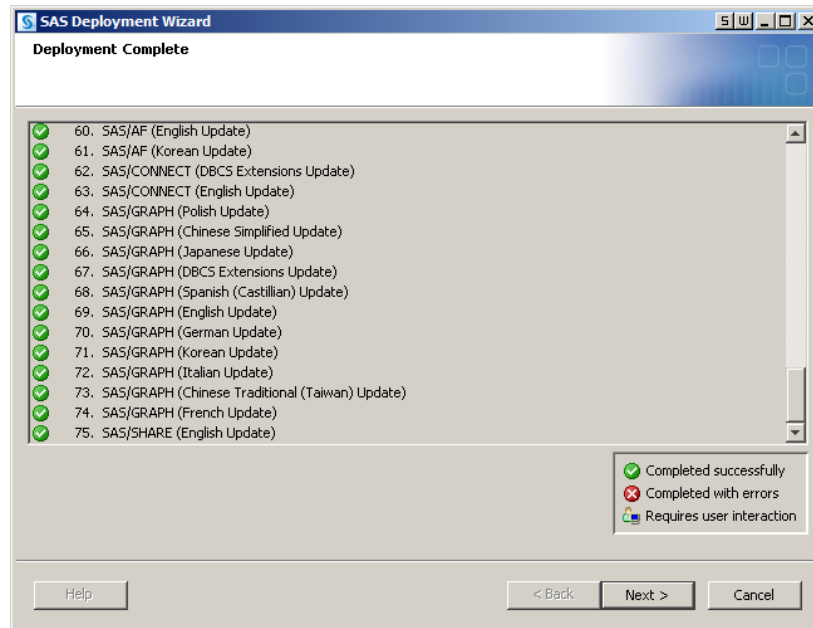 SAS Deployment Wizard
Deployment Complete
60. SAS/AF (English Update)
61. SAS/AF (Korean Update)
62. SAS/CONNECT (DBCS Extensions Update)
63. SAS/CONNECT (English Update)
64. SAS/GRAPH (Polish Update)
65. SAS/GRAPH (Chinese Simplified Update)
66. SAS/GRAPH (Japanese Update)
67. SAS/GRAPH (DBCS Extensions Update)
68. SAS/GRAPH (Spanish (Castillian) Update)
69. SAS/GRAPH (English Update)
70. SAS/GRAPH (German Update)
71. SAS/GRAPH (Korean Update)
72. SAS/GRAPH (Italian Update)
73. SAS/GRAPH (Chinese Traditional (Taiwan) Update)
74. SAS/GRAPH (French Update)
75. SAS/SHARE (English Update)
Completed successfully
Completed with errors
Requires user interaction
Help < Back Next > Cancel